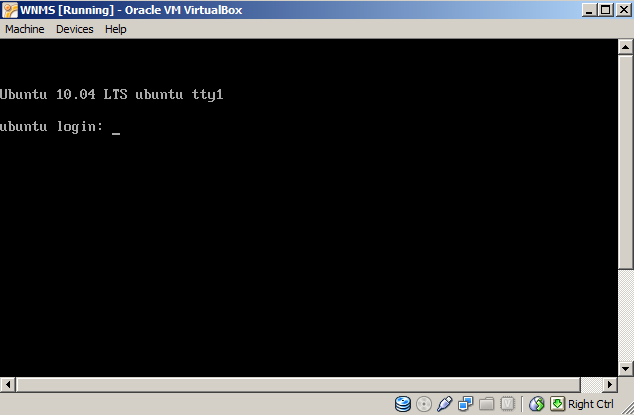 WNMS [Running] - Oracle VM VirtualBox
Machine Devices Help
Ubuntu 10.04 LTS ubuntu tty1
ubuntu login: _
Right Ctrl